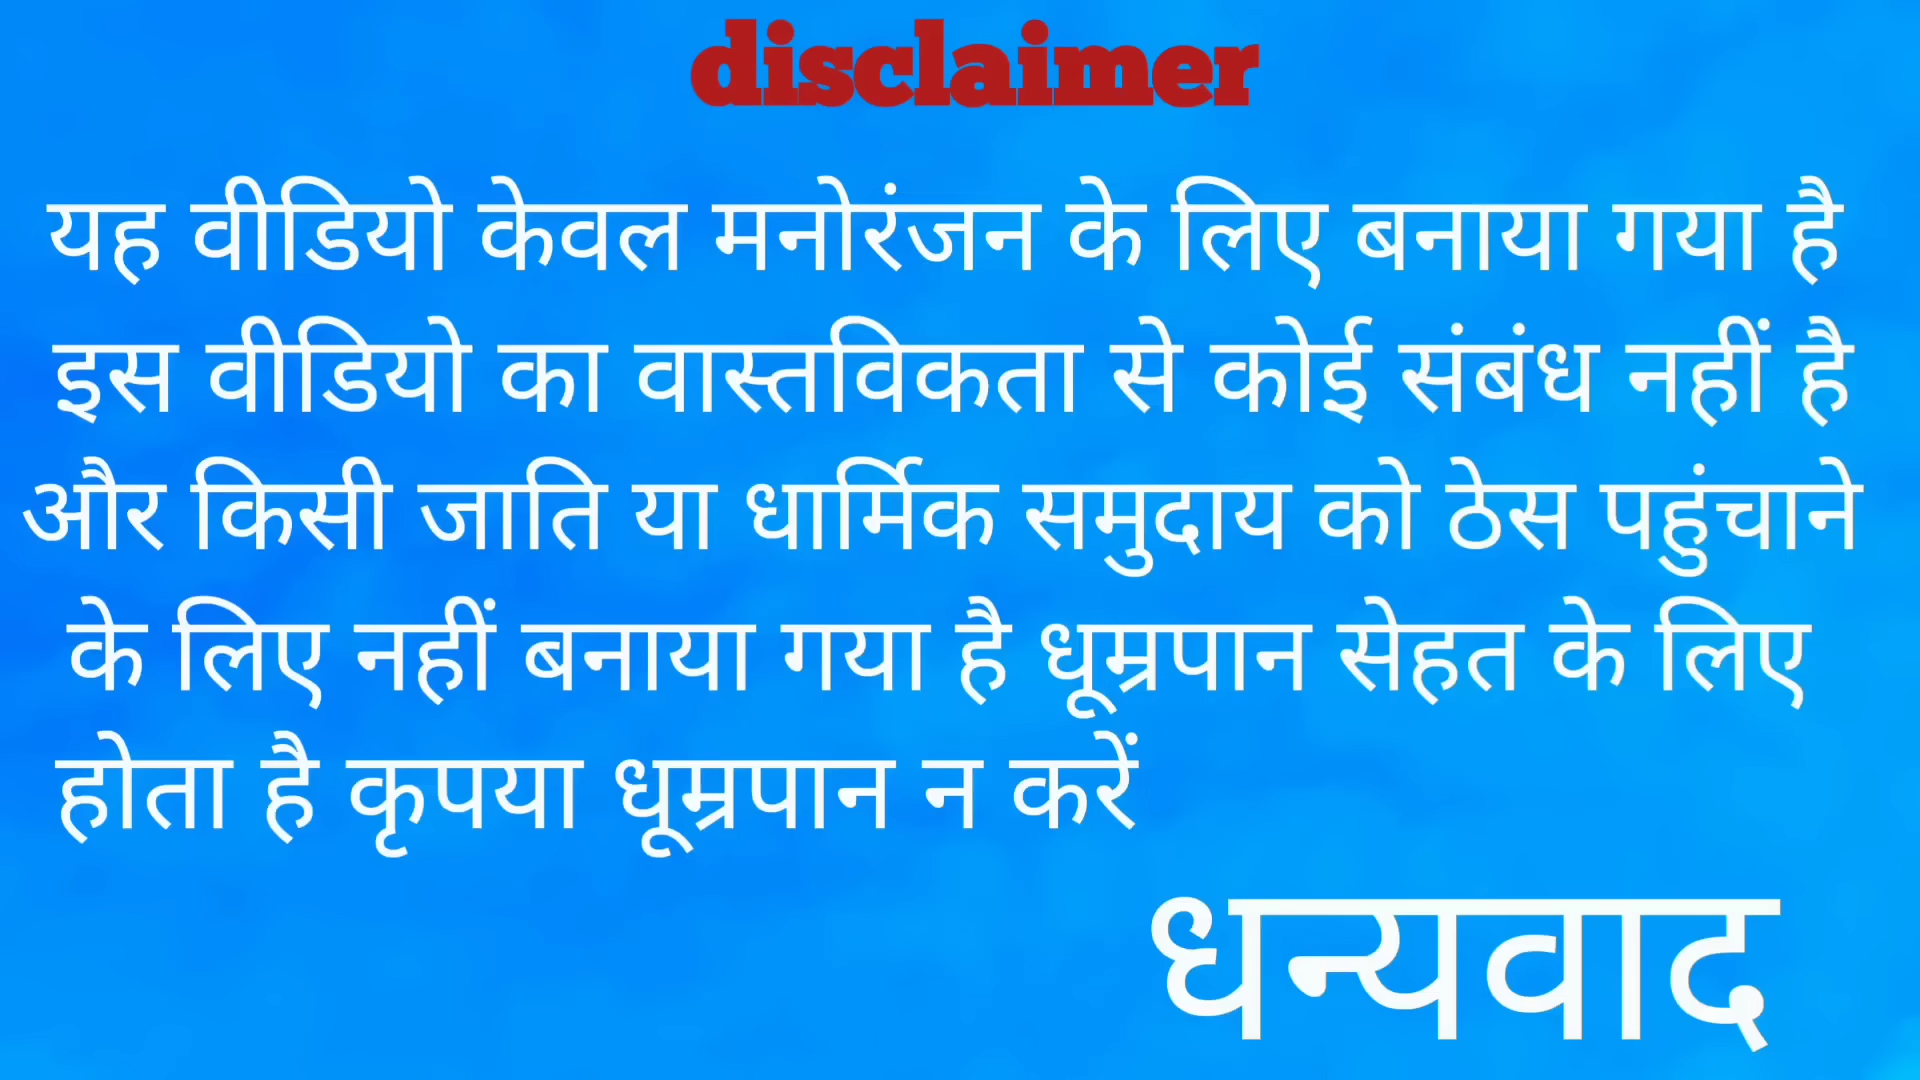 disclaimer
यह वीडियो केवल मनोरंजन के लिए बनाया गया है
इस वीडियो का वास्तविकता से कोई संबंध नहीं है
और किसी जाति या धार्मिक समुदाय को ठेस पहुंचाने
के लिए नहीं बनाया गया है धूम्रपान सेहत के लिए
होता है कृपया धूम्रपान न करें
धन्यवाद